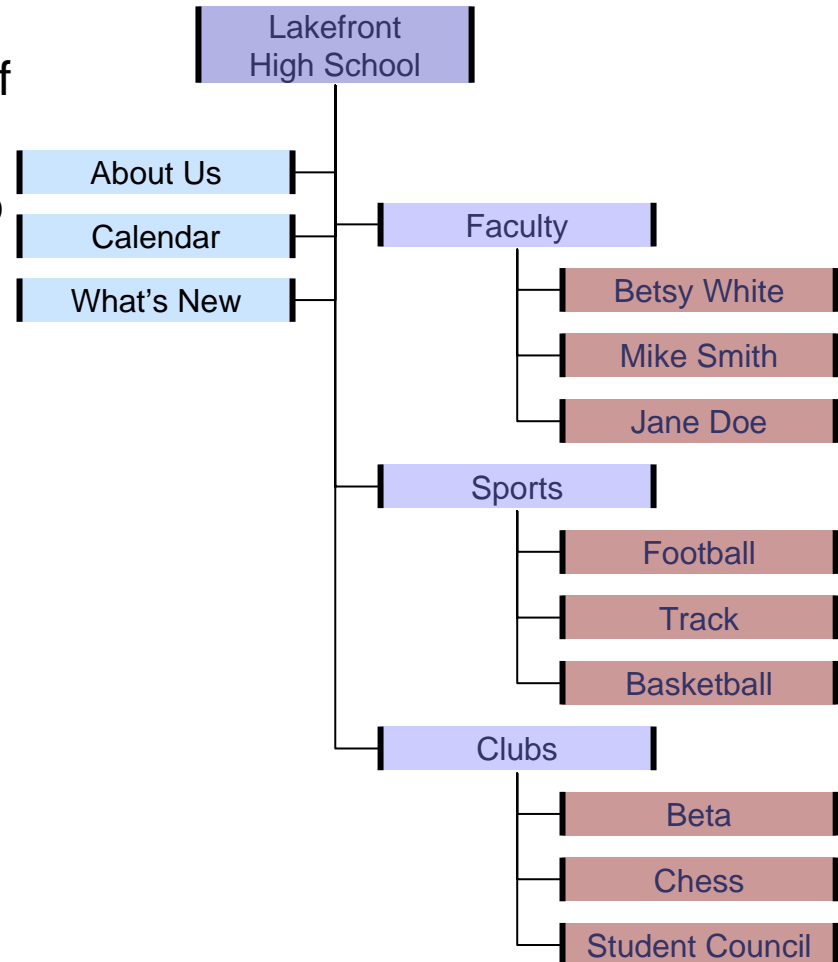 Lakefront
High School
f
About Us
Calendar
What's New
Faculty
Betsy White
Mike Smith
Jane Doe
Sports
Football
Track
Basketball
Clubs
Beta
Chess
Student Council